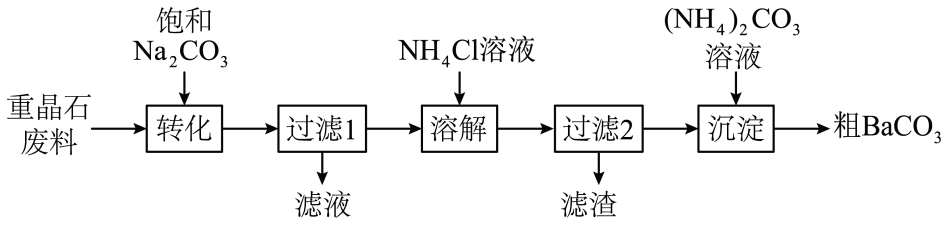 饱和
Na₂CO₃
NH₄Cl溶液
(NH₄)₂CO₃
溶液
重晶石
废料
转化
过滤1
溶解
过滤2
沉淀
粗BaCO₃
滤液
滤渣